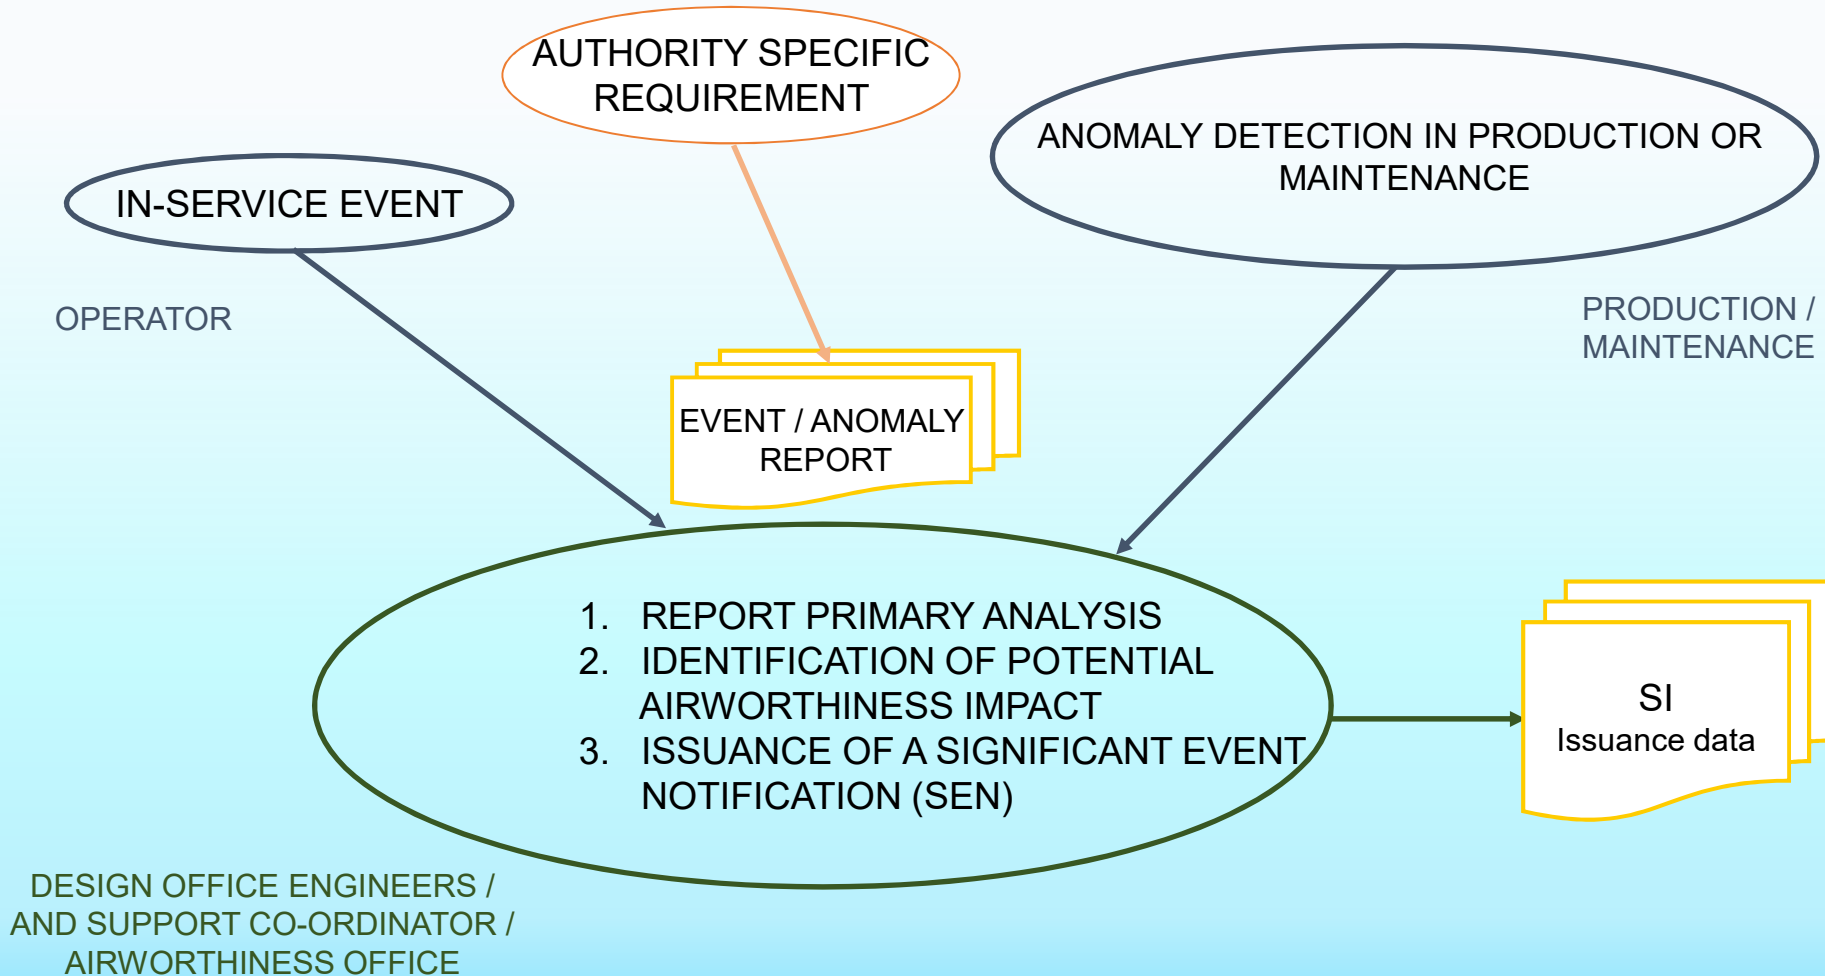 AUTHORITY SPECIFIC
REQUIREMENT
ANOMALY DETECTION IN PRODUCTION OR
MAINTENANCE
IN-SERVICE EVENT
OPERATOR
PRODUCTION /
MAINTENANCE
EVENT / ANOMALY
REPORT
1. REPORT PRIMARY ANALYSIS
2. IDENTIFICATION OF POTENTIAL
AIRWORTHINESS IMPACT
3. ISSUANCE OF A SIGNIFICANT EVENT
NOTIFICATION (SEN)
SI
Issuance data
DESIGN OFFICE ENGINEERS /
AND SUPPORT CO-ORDINATOR /
AIRWORTHINESS OFFICE